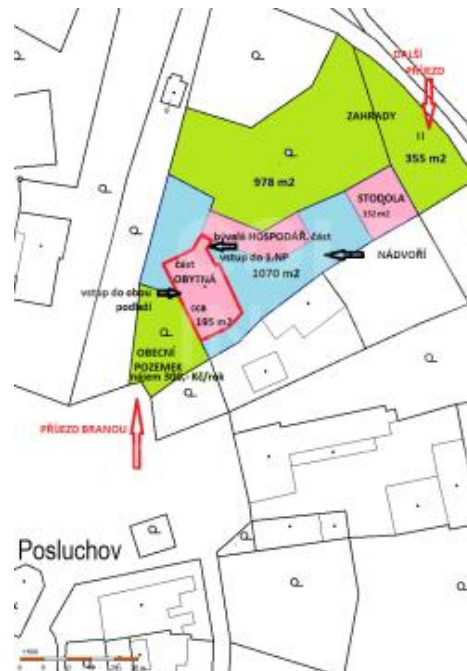 DALŠÍ
PŘÍJEZD
ZAHRADY
355 m2
978 m2
STODOLA
152 m2
bývalá HOSPODÁŘ. část
NÁDVOŘÍ
vstup do 1.NP
část
OBYTNÁ
1070 m2
vstup do obou
podlaží
cca
195 m2
OBECNÍ
POZEMEK
nájem 300,- Kč/rok
PŘÍJEZD BRANOU
Posluchov